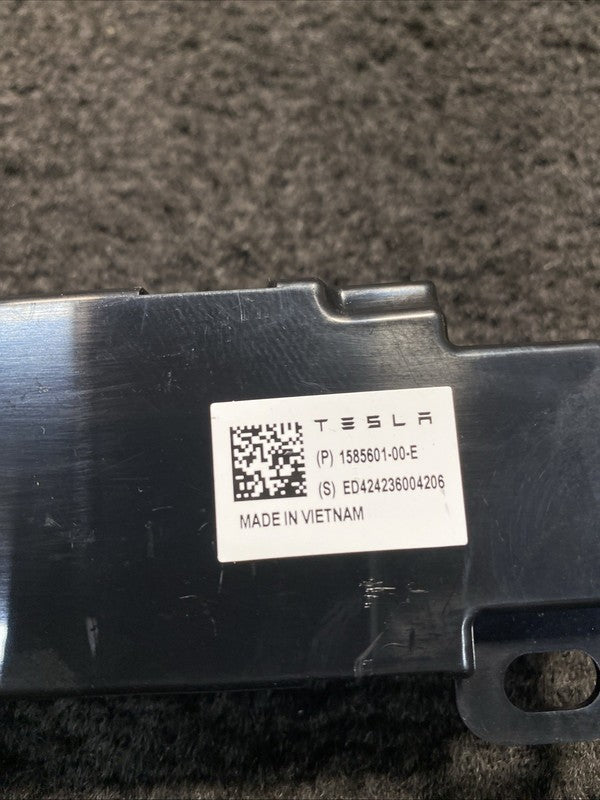 TESLA
(P) 1585601-00-E
(S) ED424236004206
MADE IN VIETNAM